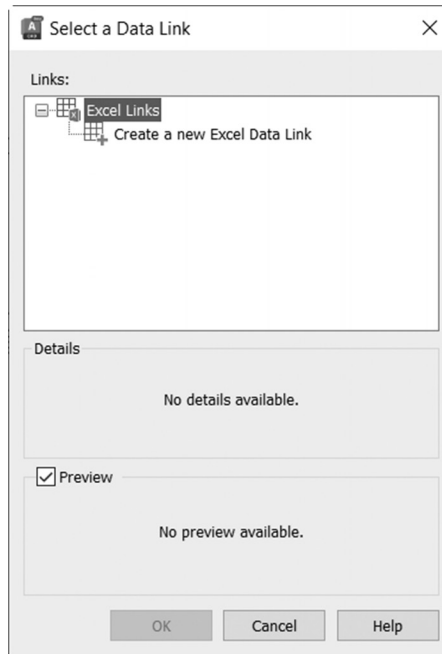 Select a Data Link
Links:
Excel Links
Create a new Excel Data Link
Details
No details available.
Preview
No preview available.
OK Cancel Help